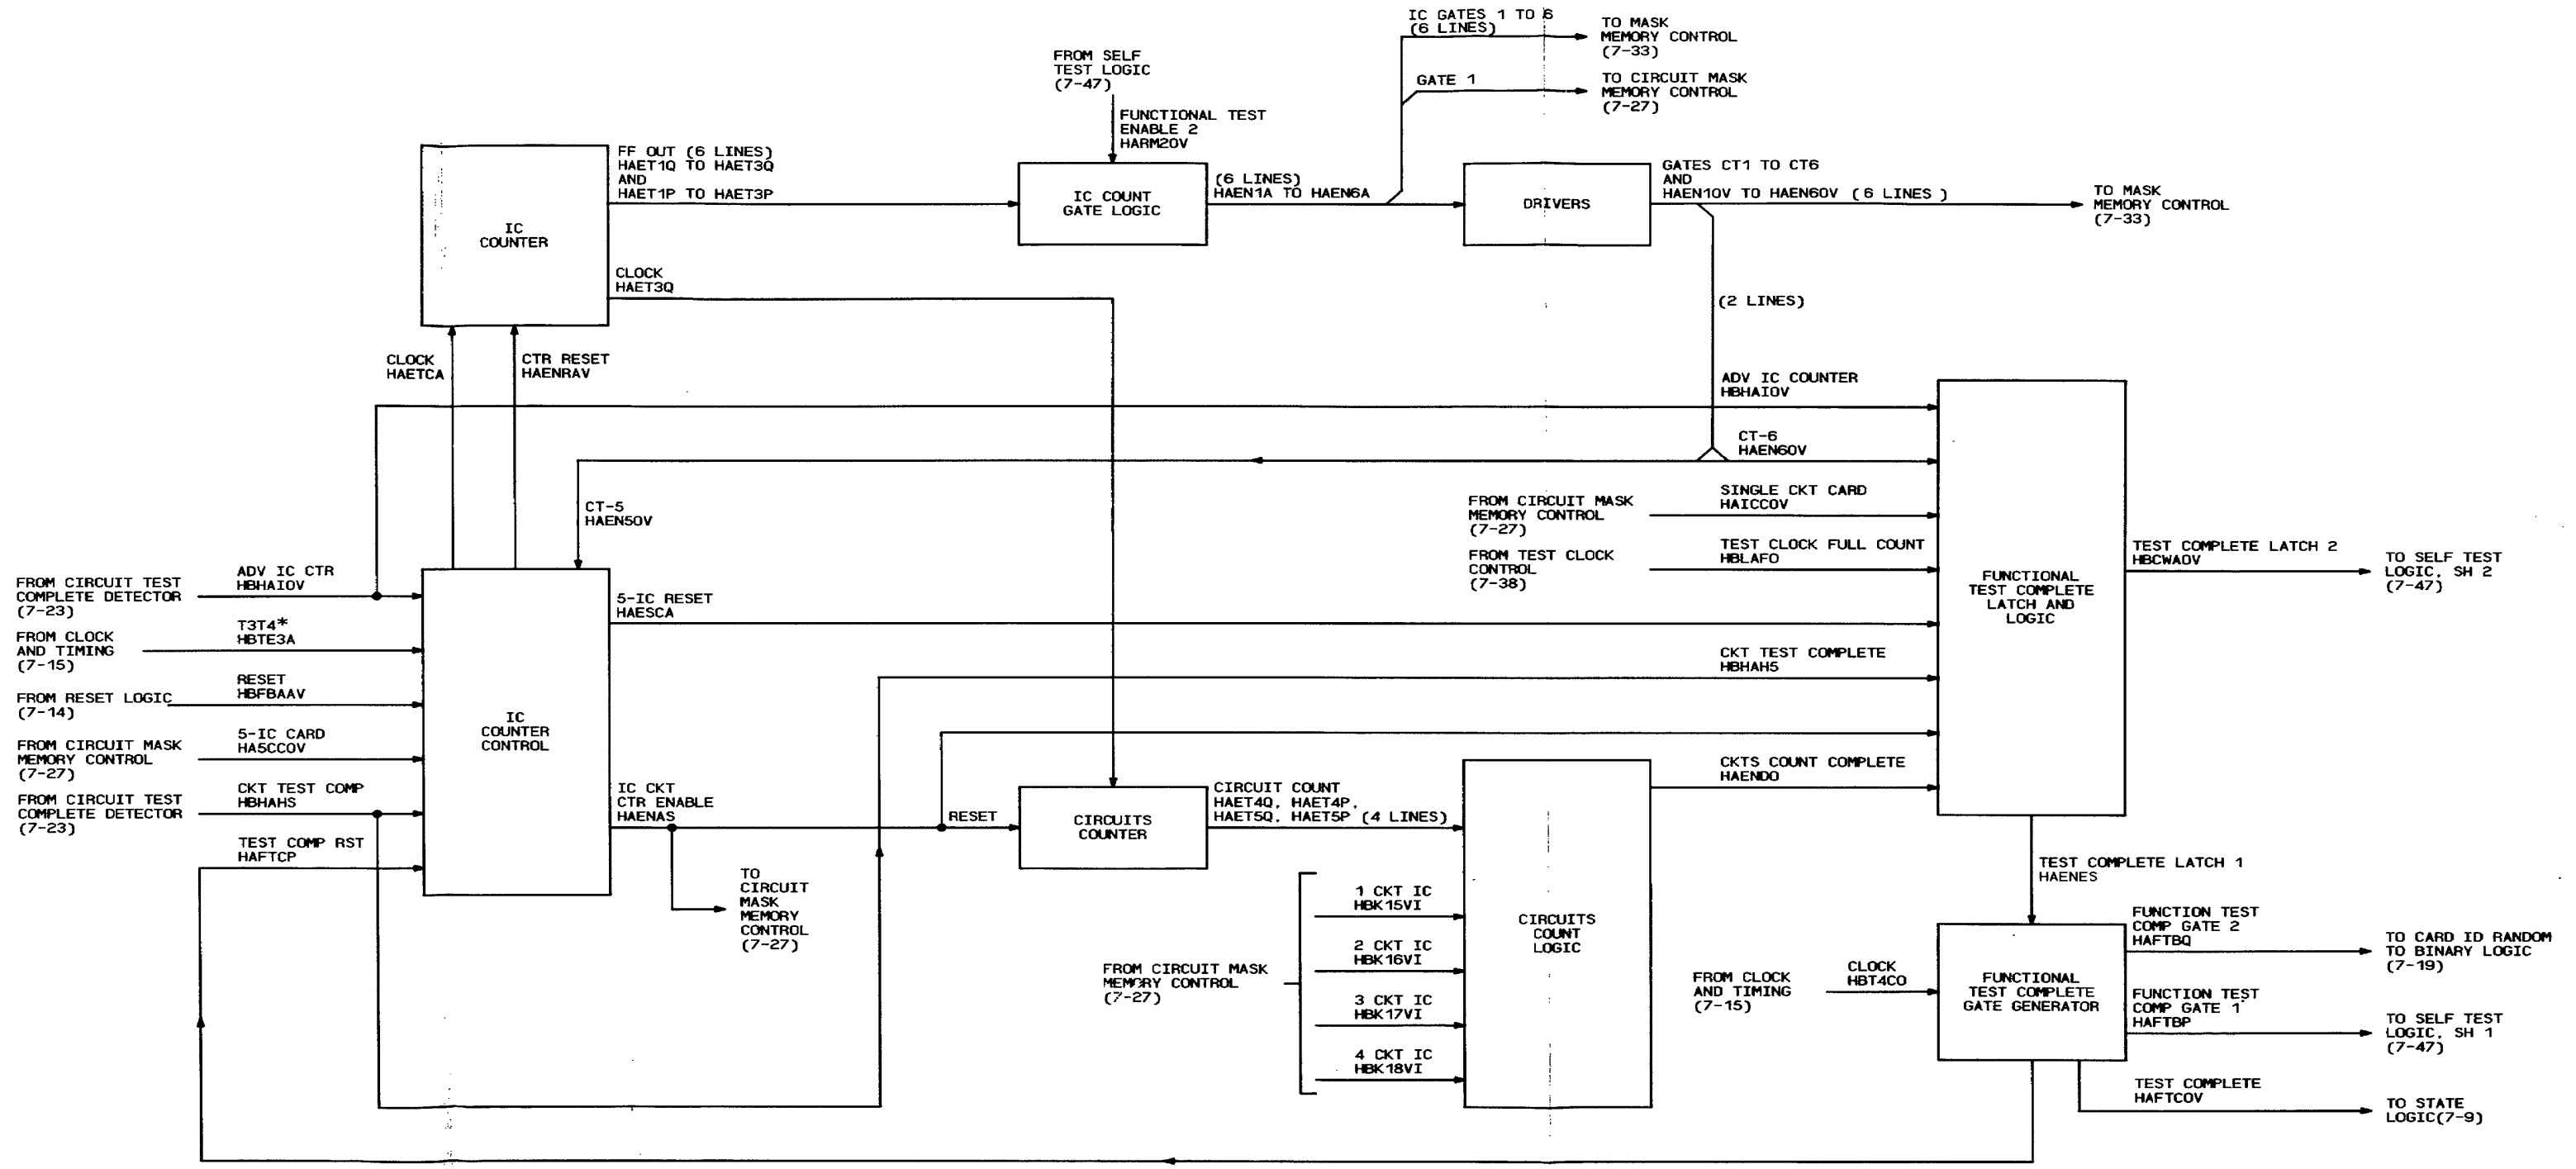 IC GATES 1 TO 6
(6 LINES)
TO MASK
MEMORY CONTROL
(7-33)
FROM SELF
TEST LOGIC
(7-47)
GATE 1
TO CIRCUIT MASK
MEMORY CONTROL
(7-27)
FUNCTIONAL TEST
ENABLE 2
HARM2OV
FF OUT (6 LINES)
HAET1Q TO HAET3Q
AND
HAET1P TO HAET3P
IC
COUNTER
IC COUNT
GATE LOGIC
(6 LINES)
HAEN1A TO HAEN6A
DRIVERS
GATES CT1 TO CT6
AND
HAEN1OV TO HAEN6OV (6 LINES )
TO MASK
MEMORY CONTROL
(7-33)
CLOCK
HAET3Q
(2 LINES)
CLOCK
HAETCA
CTR RESET
HAENRAV
ADV IC COUNTER
HBHAIOV
CT-6
HAEN6OV
CT-5
HAEN5OV
FROM CIRCUIT MASK
MEMORY CONTROL
(7-27)
SINGLE CKT CARD
HAICCOV
FROM TEST CLOCK
CONTROL
(7-38)
TEST CLOCK FULL COUNT
HBLAFO
FUNCTIONAL
TEST COMPLETE
LATCH AND
LOGIC
TEST COMPLETE LATCH 2
HBCWAOV
TO SELF TEST
LOGIC, SH 2
(7-47)
FROM CIRCUIT TEST
COMPLETE DETECTOR
(7-23)
ADV IC CTR
HBHAIOV
5-IC RESET
HAESCA
FROM CLOCK
AND TIMING
(7-15)
T3T4*
HBTE3A
CKT TEST COMPLETE
HBHAHS
FROM RESET LOGIC
(7-14)
RESET
HBFBAAV
IC
COUNTER
CONTROL
FROM CIRCUIT MASK
MEMORY CONTROL
(7-27)
5-IC CARD
HA5CCOV
CKTS COUNT COMPLETE
HAENDO
FROM CIRCUIT TEST
COMPLETE DETECTOR
(7-23)
CKT TEST COMP
HBHAHS
IC CKT
CTR ENABLE
HAENAS
RESET
CIRCUITS
COUNTER
CIRCUIT COUNT
HAET4Q, HAET4P,
HAET5Q, HAET5P (4 LINES)
TEST COMP RST
HAFTCP
TO
CIRCUIT
MASK
MEMORY
CONTROL
(7-27)
TEST COMPLETE LATCH 1
HAENES
1 CKT IC
HBK15VI
2 CKT IC
HBK16VI
3 CKT IC
HBK17VI
4 CKT IC
HBK18VI
FROM CIRCUIT MASK
MEMORY CONTROL
(7-27)
CIRCUITS
COUNT
LOGIC
FROM CLOCK
AND TIMING
(7-15)
CLOCK
HBT4CO
FUNCTIONAL
TEST COMPLETE
GATE GENERATOR
FUNCTION TEST
COMP GATE 2
HAFTBQ
TO CARD ID RANDOM
TO BINARY LOGIC
(7-19)
FUNCTION TEST
COMP GATE 1
HAFTBP
TO SELF TEST
LOGIC, SH 1
(7-47)
TEST COMPLETE
HAFTCOV
TO STATE
LOGIC(7-9)